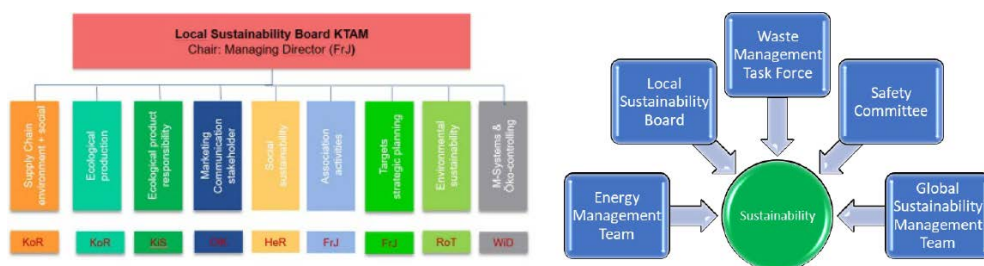 Local Sustainability Board KTAM
Chair: Managing Director (FrJ)
Supply Chain
environment + social
Ecological
production
Ecological product
responsibility
Marketing
Communication
stakeholder
Social
sustainability
Association
activities
Targets
strategic planning
Environmental
sustainability
M-Systems &
Öko-controlling
KoR
KoR
KiS
HeR
FrJ
FrJ
RoT
WiD
Waste
Management
Task Force
Local
Sustainability
Board
Safety
Committee
Energy
Management
Team
Sustainability
Global
Sustainability
Management
Team